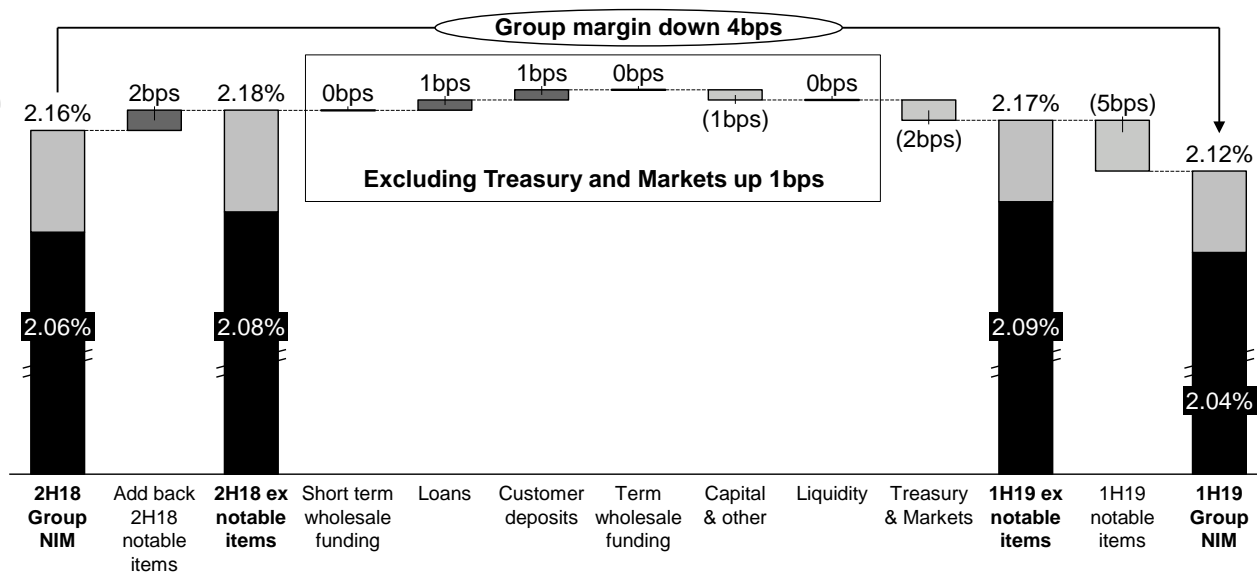 Group margin down 4bps
2.16%
2bps
2.18%
0bps
1bps
1bps
0bps
(1bps)
0bps
(2bps)
2.17%
(5bps)
2.12%
Excluding Treasury and Markets up 1bps
2.06%
2.08%
2.09%
2.04%
2H18
Group
NIM
Add back
2H18
notable
items
2H18 ex
notable
items
Short term
wholesale
funding
Loans
Customer
deposits
Term
wholesale
funding
Capital
& other
Liquidity
Treasury
& Markets
1H19 ex
notable
items
1H19
notable
items
1H19
Group
NIM